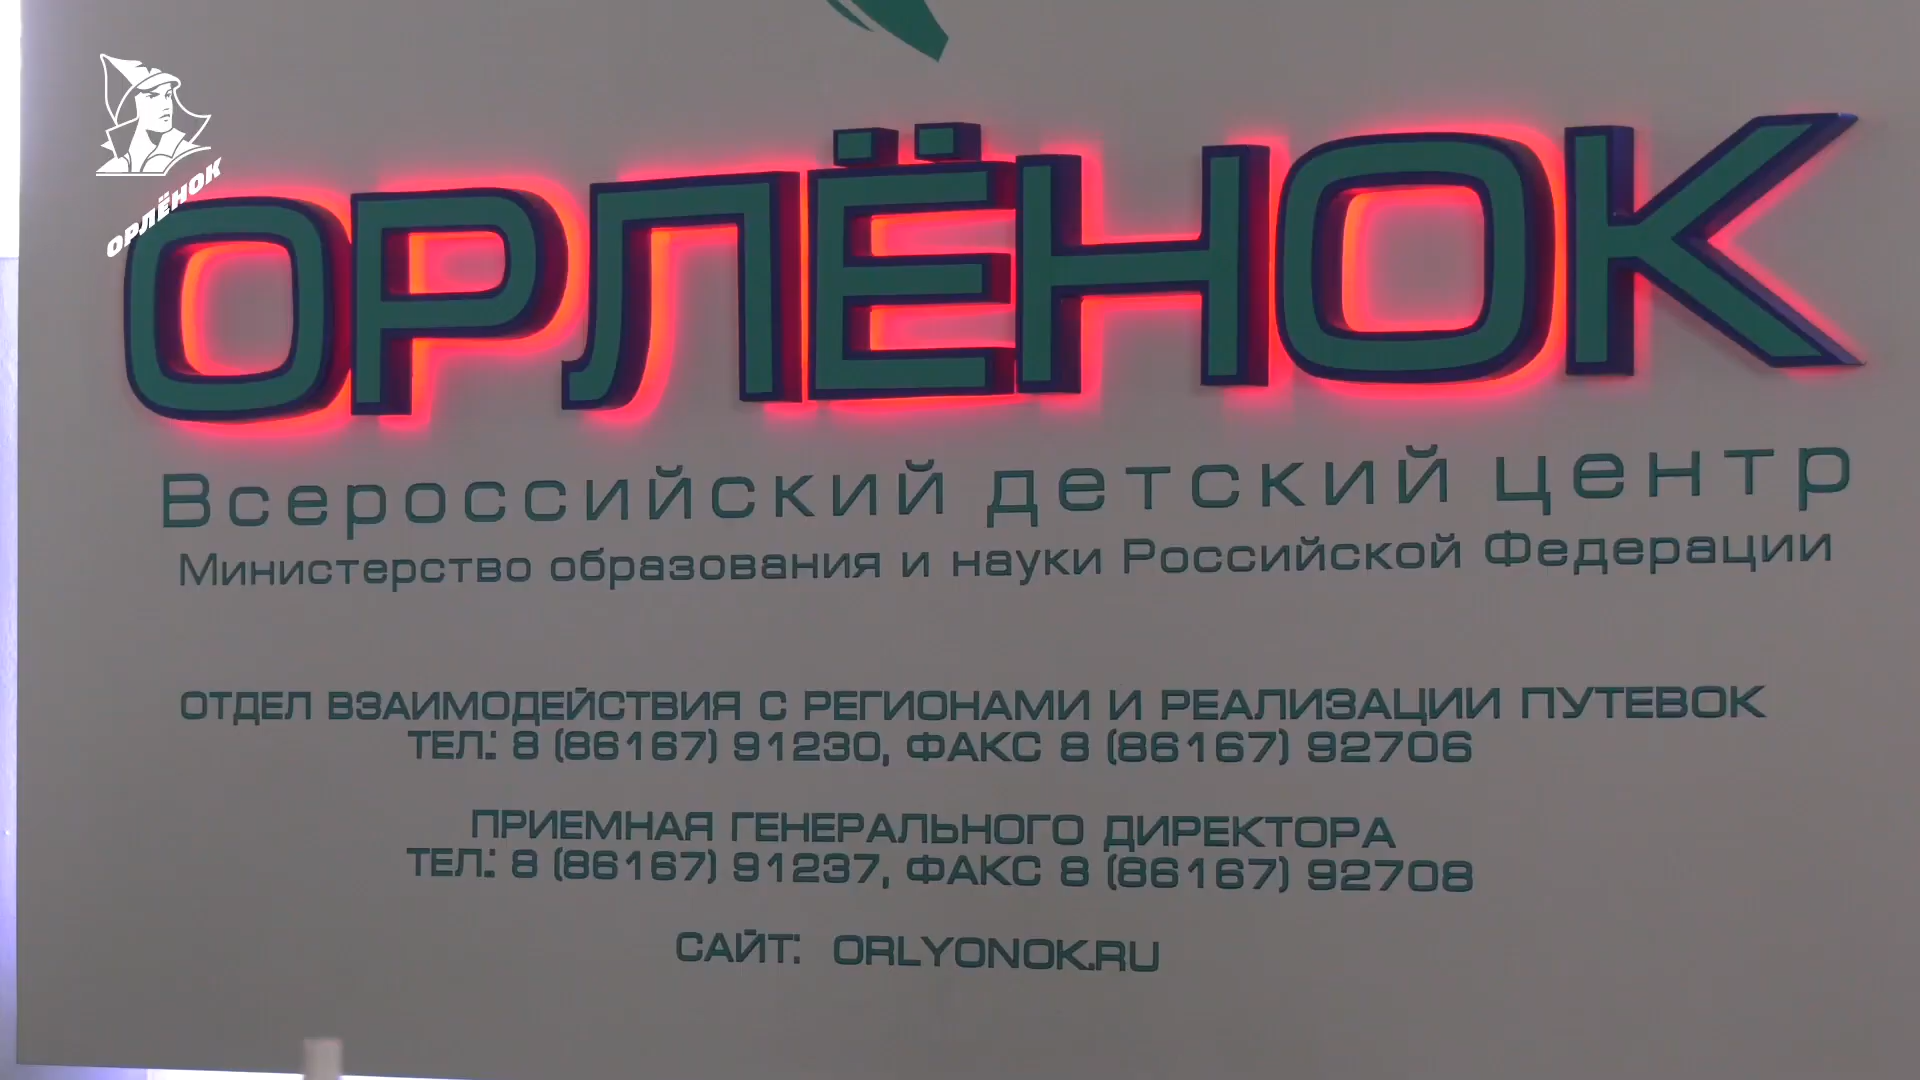 ОРЛЁНОК
ОРЛЁНОК
Всероссийский детский центр
Министерство образования и науки Российской Федерации
ОТДЕЛ ВЗАИМОДЕЙСТВИЯ С РЕГИОНАМИ И РЕАЛИЗАЦИИ ПУТЕВОК
ТЕЛ: 8 (86167) 91230, ФАКС 8 (86167) 92706
ПРИЕМНАЯ ГЕНЕРАЛЬНОГО ДИРЕКТОРА
ТЕЛ: 8 (86167) 91237, ФАКС 8 (86167) 92708
САЙТ: ORLYONOK.RU